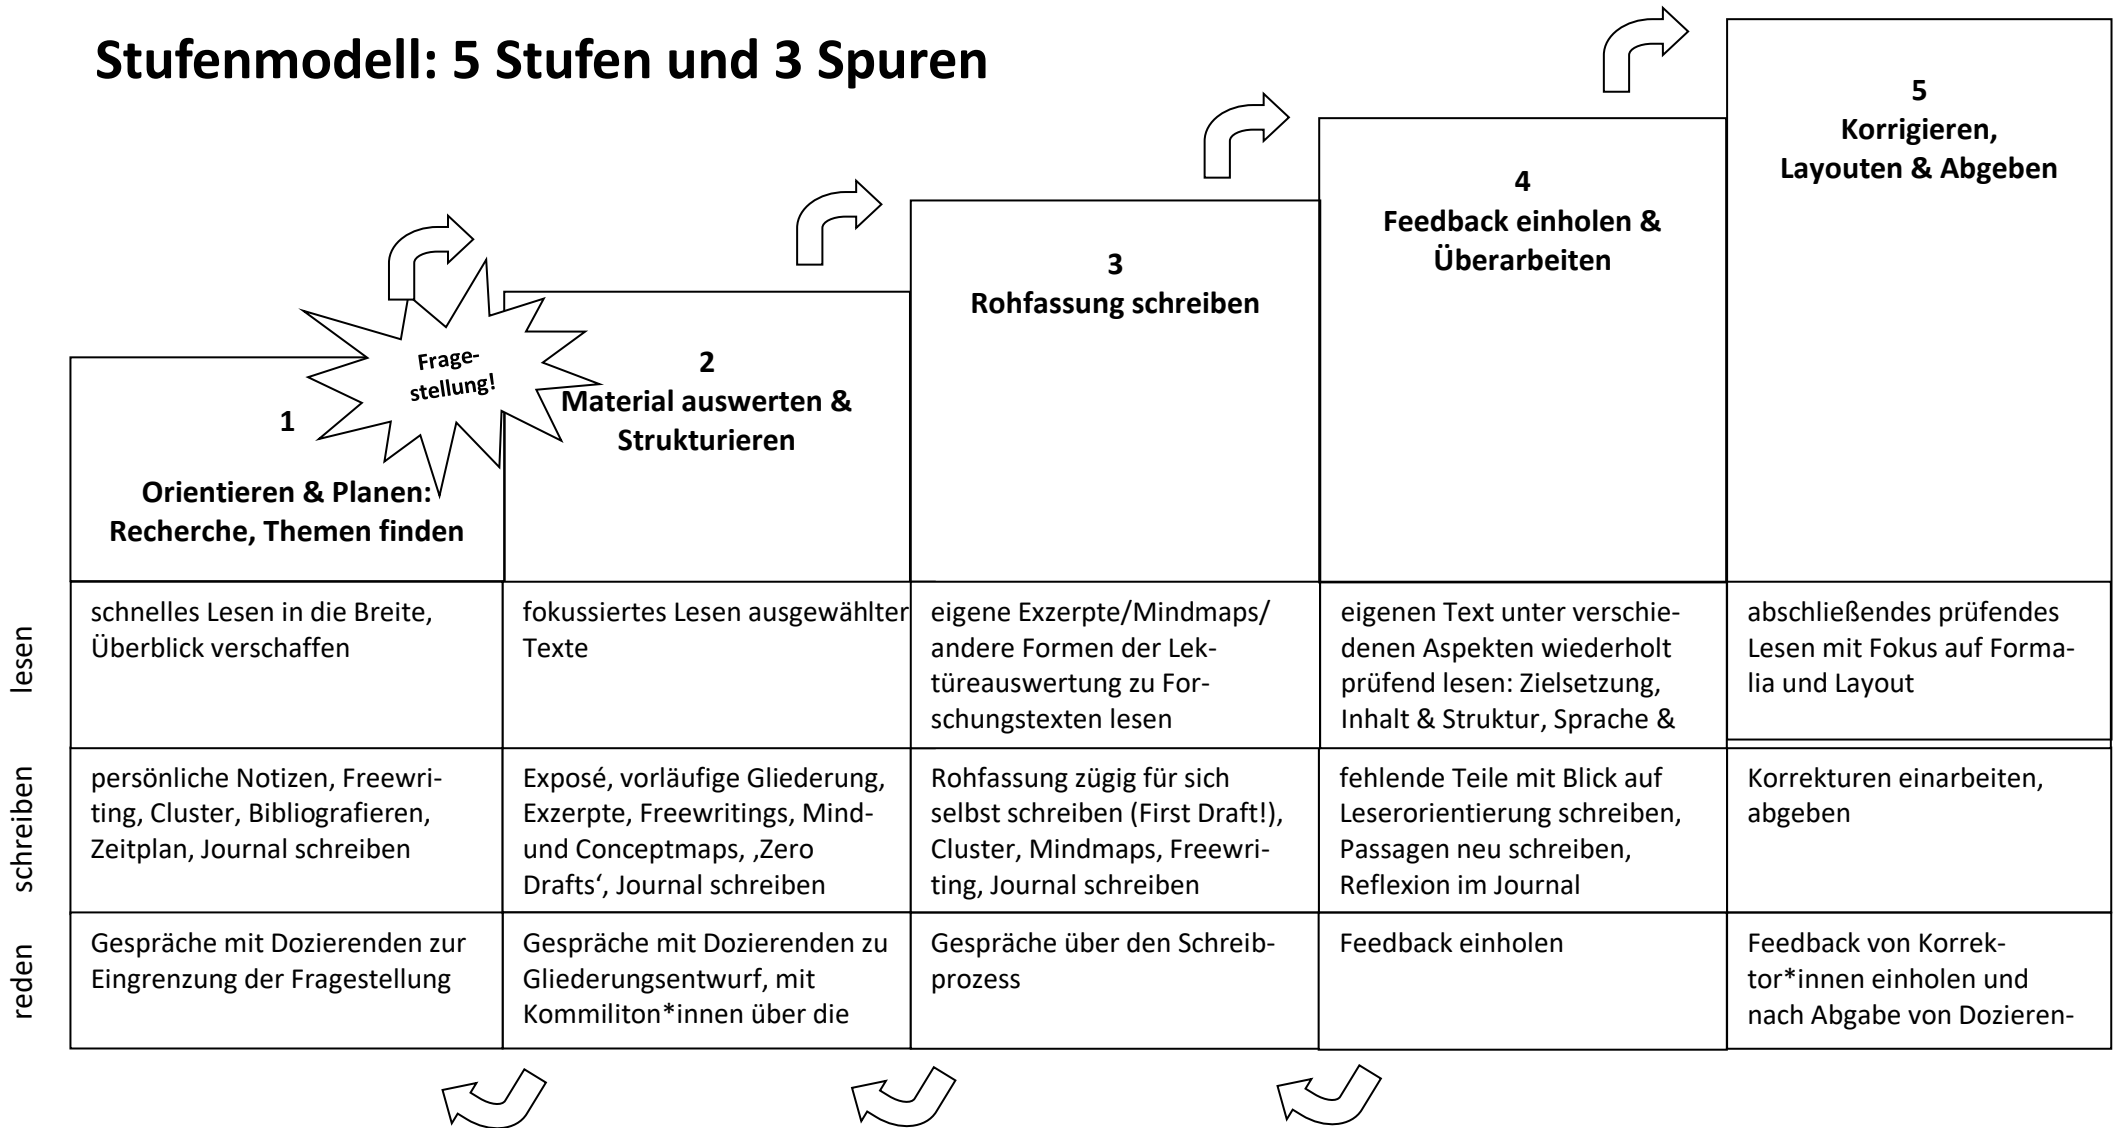 Stufenmodell: 5 Stufen und 3 Spuren
1
Orientieren & Planen:
Recherche, Themen finden
Frage-
stellung!
2
Material auswerten &
Strukturieren
3
Rohfassung schreiben
4
Feedback einholen &
Überarbeiten
5
Korrigieren,
Layouten & Abgeben
lesen
schnelles Lesen in die Breite,
Überblick verschaffen
fokussiertes Lesen ausgewählter
Texte
eigene Exzerpte/Mindmaps/
andere Formen der Lek-
türeauswertung zu For-
schungstexten lesen
eigenen Text unter verschie-
denen Aspekten wiederholt
prüfend lesen: Zielsetzung,
Inhalt & Struktur, Sprache &
abschließendes prüfendes
Lesen mit Fokus auf Forma-
lia und Layout
schreiben
persönliche Notizen, Freewri-
ting, Cluster, Bibliografieren,
Zeitplan, Journal schreiben
Exposé, vorläufige Gliederung,
Exzerpte, Freewritings, Mind-
und Conceptmaps, ‚Zero
Drafts‘, Journal schreiben
Rohfassung zügig für sich
selbst schreiben (First Draft!),
Cluster, Mindmaps, Freewri-
ting, Journal schreiben
fehlende Teile mit Blick auf
Leserorientierung schreiben,
Passagen neu schreiben,
Reflexion im Journal
Korrekturen einarbeiten,
abgeben
reden
Gespräche mit Dozierenden zur
Eingrenzung der Fragestellung
Gespräche mit Dozierenden zu
Gliederungsentwurf, mit
Kommiliton*innen über die
Gespräche über den Schreib-
prozess
Feedback einholen
Feedback von Korrek-
tor*innen einholen und
nach Abgabe von Dozieren-